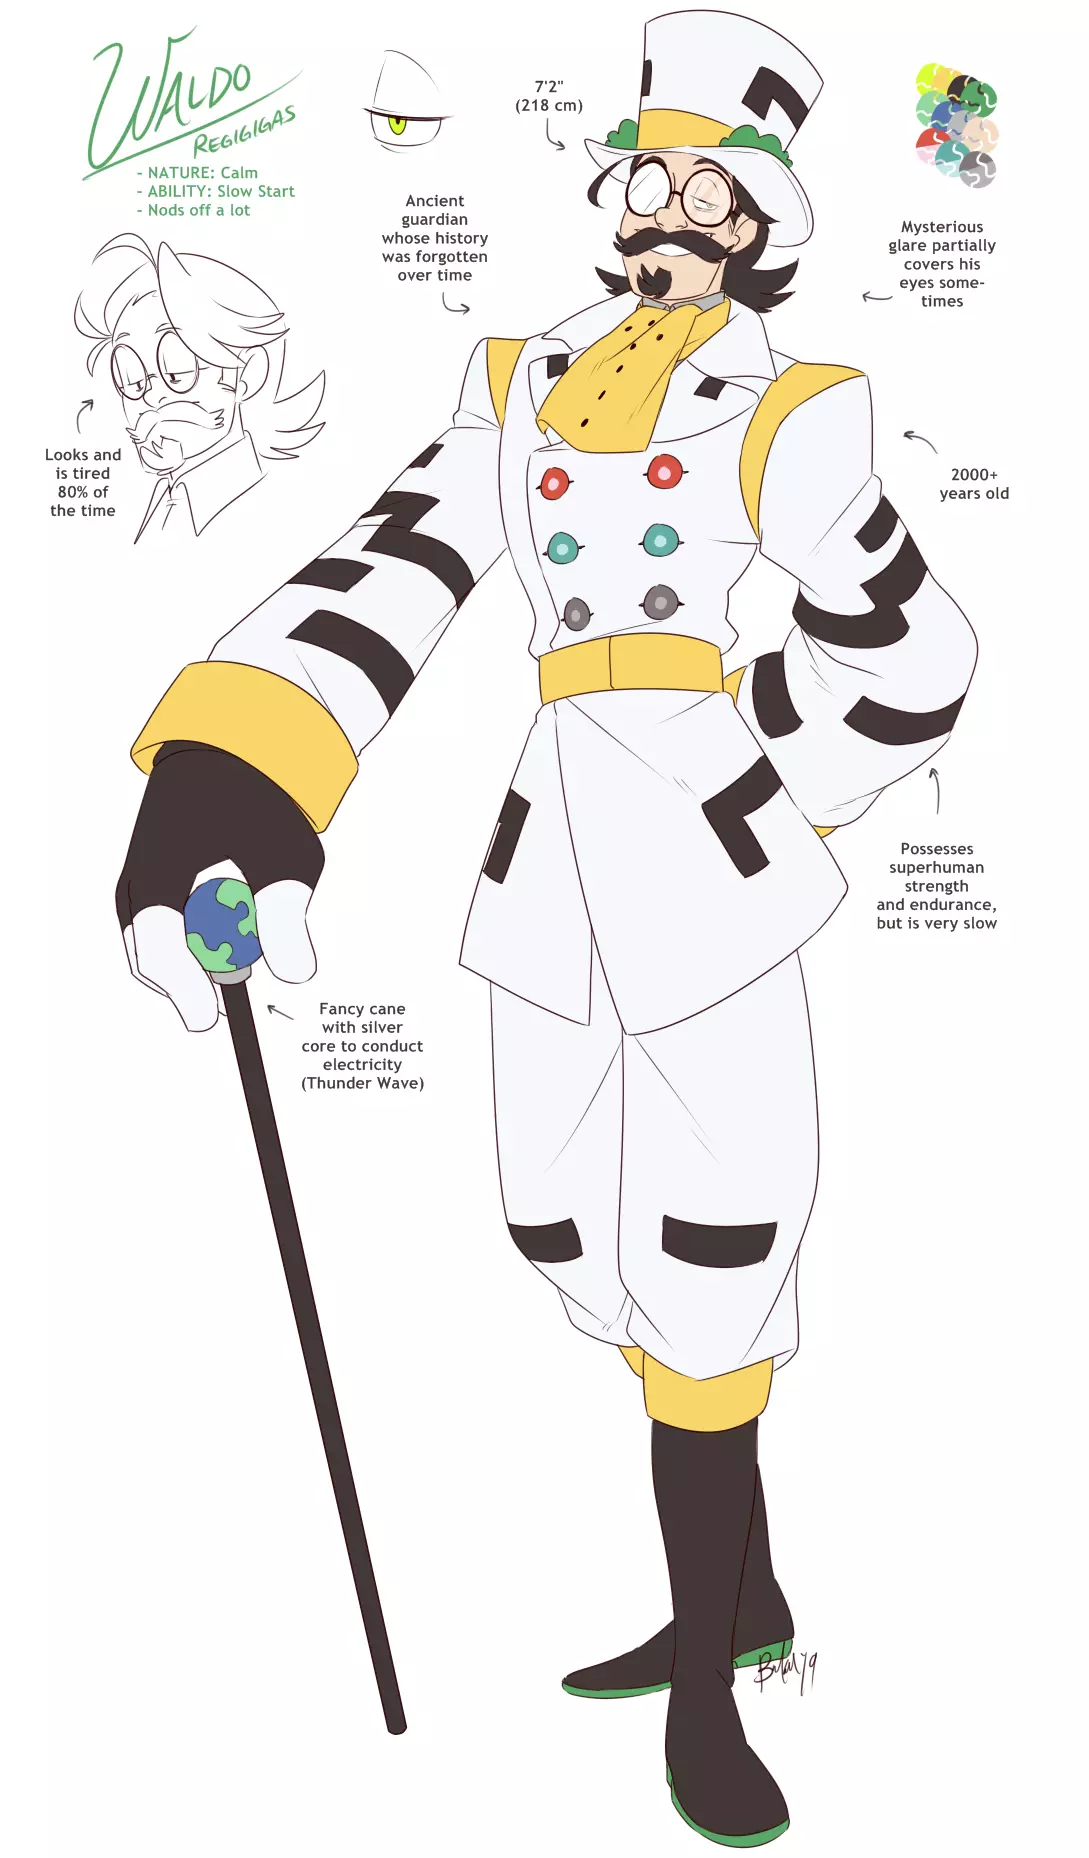 WALDO
REGIGIGAS
- NATURE: Calm
- ABILITY: Slow Start
- Nods off a lot
7'2"
(218 cm)
Ancient
guardian
whose history
was forgotten
over time
Mysterious
glare partially
covers his
eyes some-
times
Looks and
is tired
80% of
the time
2000+
years old
Possesses
superhuman
strength
and endurance,
but is very slow
Fancy cane
with silver
core to conduct
electricity
(Thunder Wave)